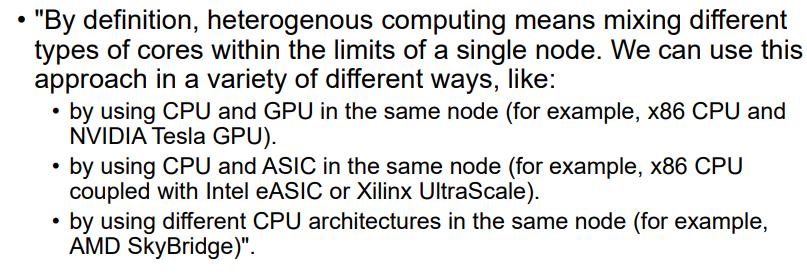 • "By definition, heterogenous computing means mixing different
types of cores within the limits of a single node. We can use this
approach in a variety of different ways, like:
• by using CPU and GPU in the same node (for example, x86 CPU and
NVIDIA Tesla GPU).
• by using CPU and ASIC in the same node (for example, x86 CPU
coupled with Intel eASIC or Xilinx UltraScale).
• by using different CPU architectures in the same node (for example,
AMD SkyBridge)".